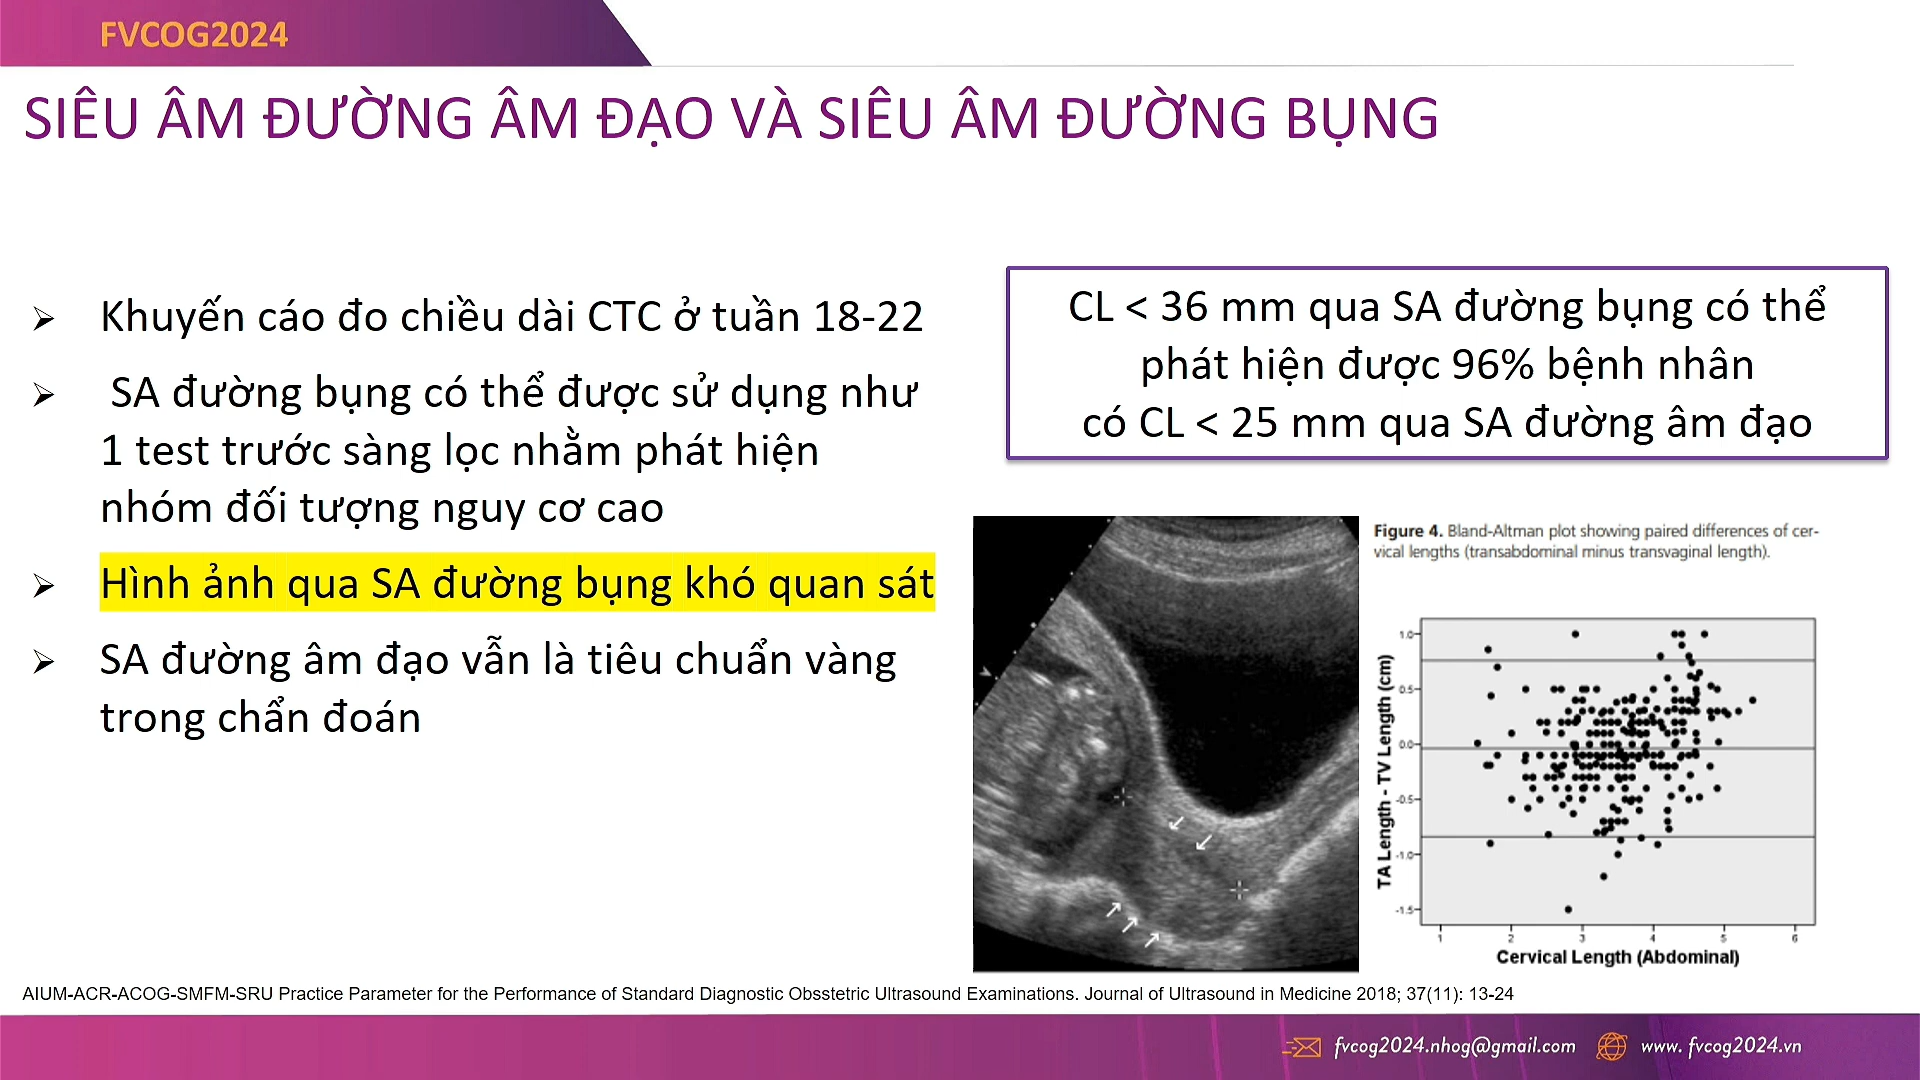 FVCOG2024
SIÊU ÂM ĐƯỜNG ÂM ĐẠO VÀ SIÊU ÂM ĐƯỜNG BỤNG
Khuyến cáo đo chiều dài CTC ở tuần 18-22
SA đường bụng có thể được sử dụng như
1 test trước sàng lọc nhằm phát hiện
nhóm đối tượng nguy cơ cao
Hình ảnh qua SA đường bụng khó quan sát
SA đường âm đạo vẫn là tiêu chuẩn vàng
trong chẩn đoán
CL < 36 mm qua SA đường bụng có thể
phát hiện được 96% bệnh nhân
có CL < 25 mm qua SA đường âm đạo
Figure 4. Bland-Altman plot showing paired differences of cer-
vical lengths (transabdominal minus transvaginal length).
TA Length - TV Length (cm)
1.0
0.5
0.0
-0.5
-1.0
-1.5
1 2 3 4 5 6
Cervical Length (Abdominal)
AIUM-ACR-ACOG-SMFM-SRU Practice Parameter for the Performance of Standard Diagnostic Obsstetric Ultrasound Examinations. Journal of Ultrasound in Medicine 2018; 37(11): 13-24
fvcog2024.nhog@gmail.com www. fvcog2024.vn